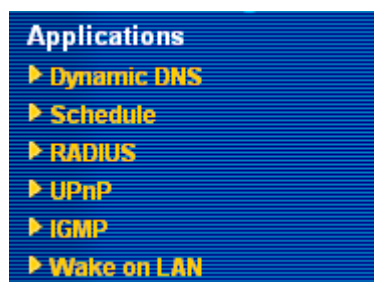 Applications
Dynamic DNS
Schedule
RADIUS
UPnP
IGMP
Wake on LAN